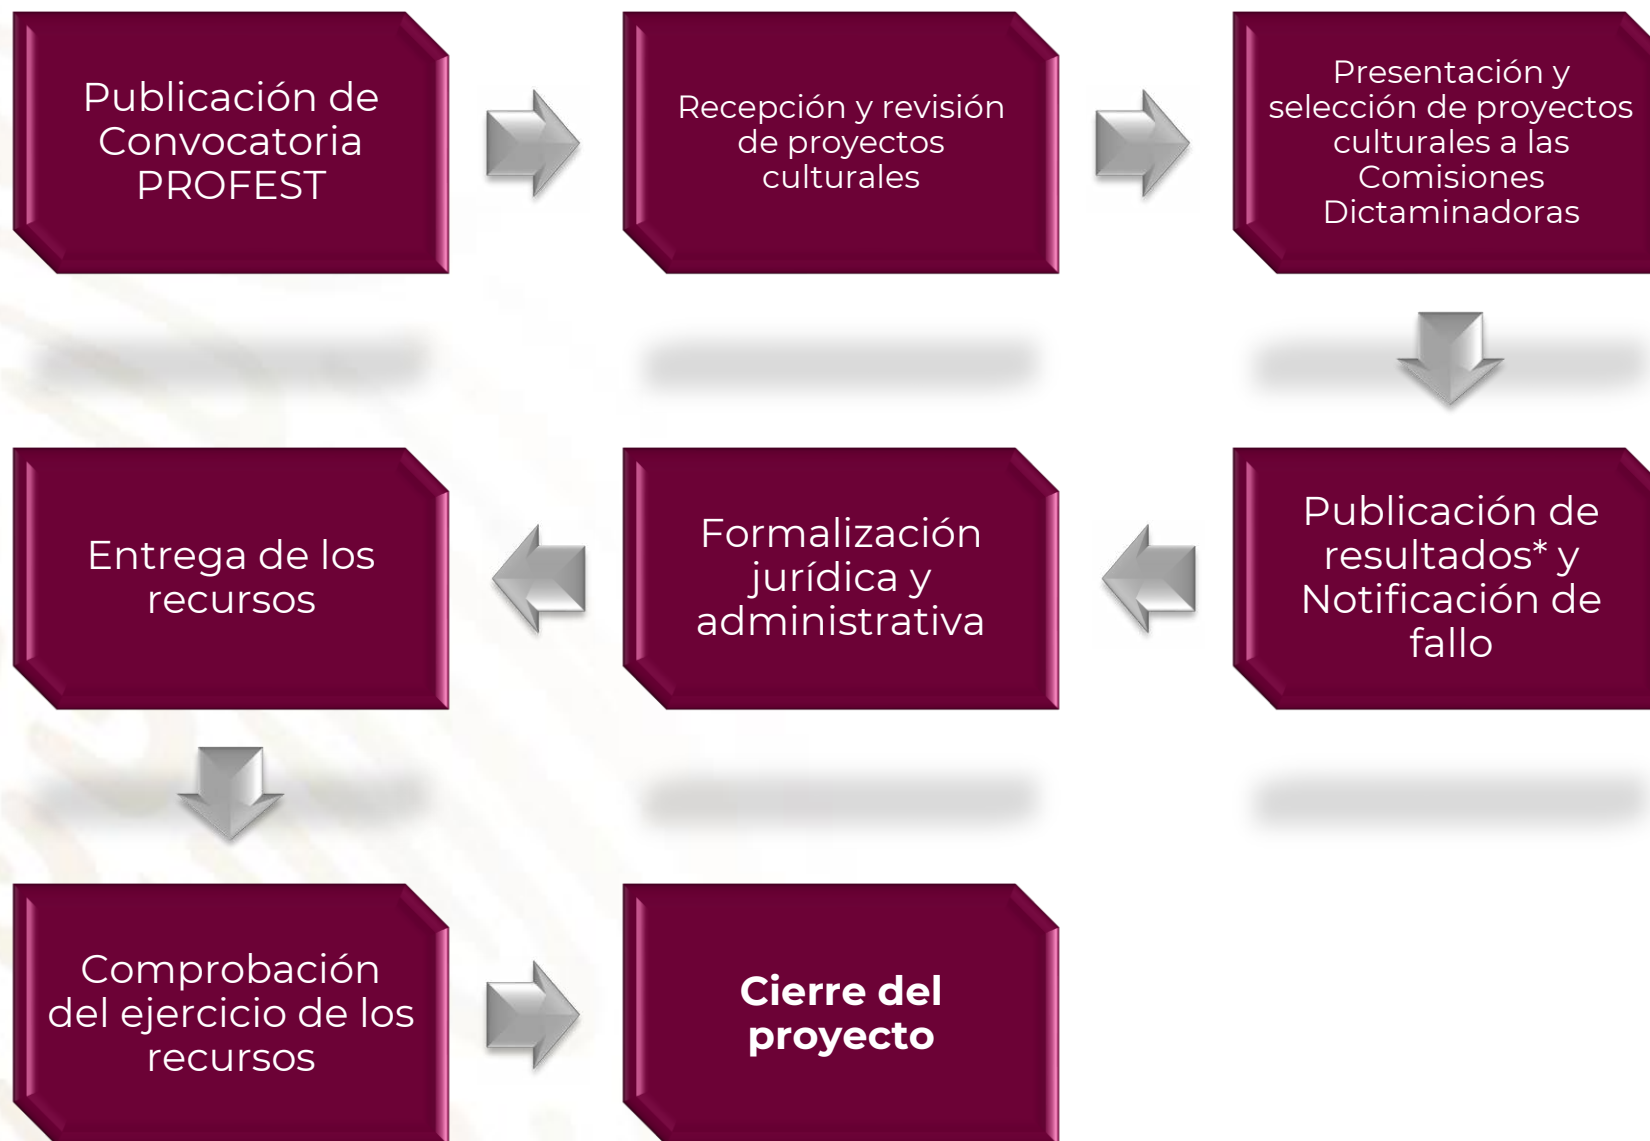 Publicación de
Convocatoria
PROFEST
Recepción y revisión
de proyectos
culturales
Presentación y
selección de proyectos
culturales a las
Comisiones
Dictaminadoras
Publicación de
resultados* y
Notificación de
fallo
Formalización
jurídica y
administrativa
Entrega de los
recursos
Comprobación
del ejercicio de los
recursos
Cierre del
proyecto